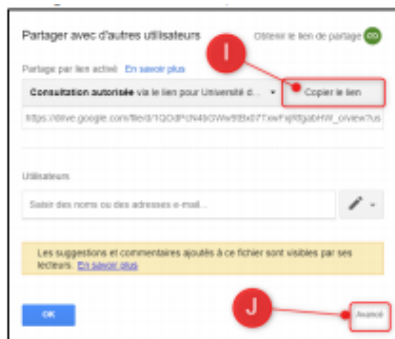 Partager avec d'autres utilisateurs Obtenir le lien de partage
I
Partage par lien activé En savoir plus
Consultation autorisée via le lien pour Université d... Copier le lien
Utilisateurs
Saisir des noms ou des adresses e-mail...
Les suggestions et commentaires ajoutés à ce fichier sont visibles par ses
lecteurs. En savoir plus
J
OK Avancé